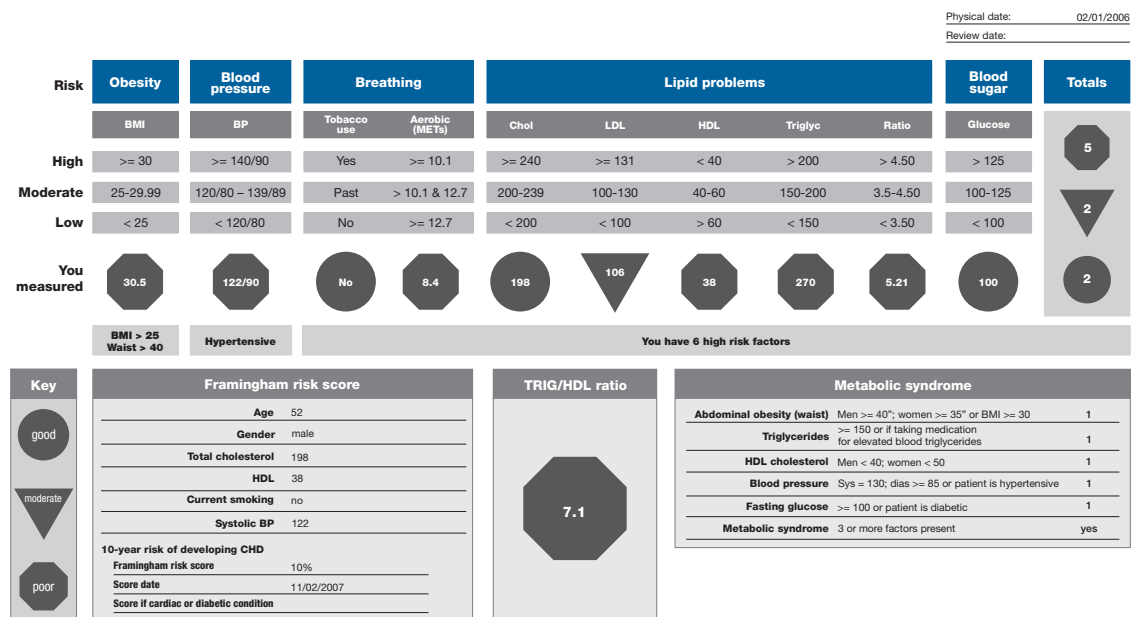 Physical date: 02/01/2006
Review date:
Risk Obesity Blood pressure Breathing Lipid problems Blood sugar Totals
BMI BP Tobacco use Aerobic (METs) Chol LDL HDL Triglyc Ratio Glucose
High >= 30 >= 140/90 Yes >= 10.1 >= 240 >= 131 < 40 > 200 > 4.50 > 125 5
Moderate 25-29.99 120/80 – 139/89 Past > 10.1 & 12.7 200-239 100-130 40-60 150-200 3.5-4.50 100-125 2
Low < 25 < 120/80 No >= 12.7 < 200 < 100 > 60 < 150 < 3.50 < 100
You measured 30.5 122/90 No 8.4 198 106 38 270 5.21 100 2
BMI > 25
Waist > 40
Hypertensive
You have 6 high risk factors
Key
good
moderate
poor
Framingham risk score
Age 52
Gender male
Total cholesterol 198
HDL 38
Current smoking no
Systolic BP 122
10-year risk of developing CHD
Framingham risk score 10%
Score date 11/02/2007
Score if cardiac or diabetic condition
TRIG/HDL ratio
7.1
Metabolic syndrome
Abdominal obesity (waist) Men >= 40"; women >= 35" or BMI >= 30 1
Triglycerides >= 150 or if taking medication
for elevated blood triglycerides 1
HDL cholesterol Men < 40; women < 50 1
Blood pressure Sys = 130; dias >= 85 or patient is hypertensive 1
Fasting glucose >= 100 or patient is diabetic 1
Metabolic syndrome 3 or more factors present yes